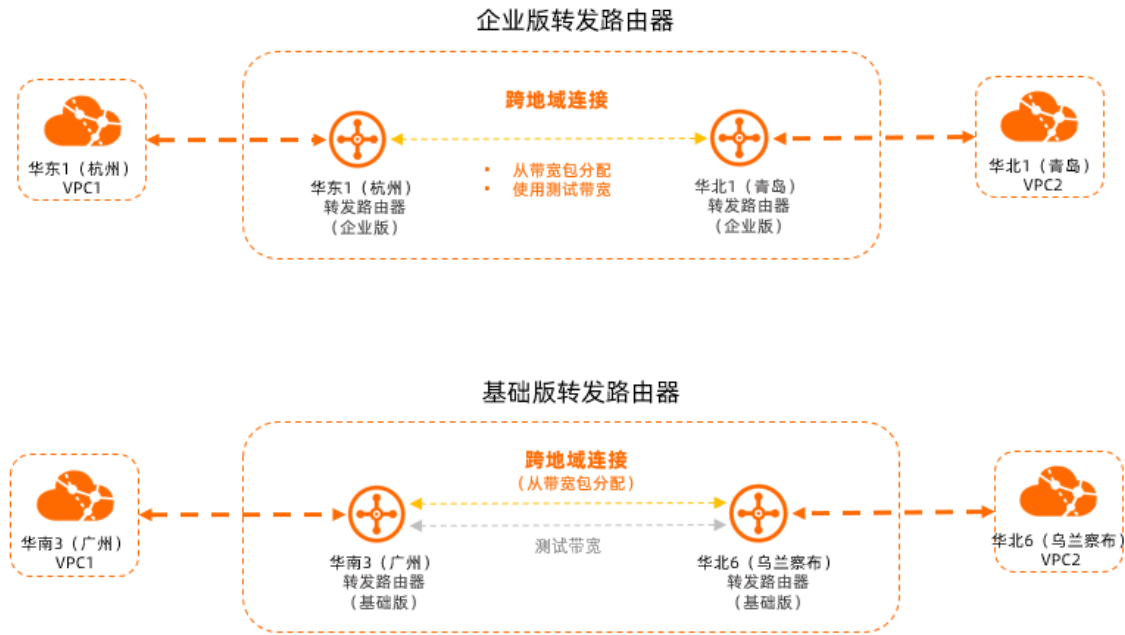 企业版转发路由器
跨地域连接
华东1（杭州）
VPC1
• 从带宽包分配
• 使用测试带宽
华东1（杭州）
转发路由器
（企业版）
华北1（青岛）
转发路由器
（企业版）
华北1（青岛）
VPC2
基础版转发路由器
跨地域连接
（从带宽包分配）
测试带宽
华南3（广州）
VPC1
华南3（广州）
转发路由器
（基础版）
华北6（乌兰察布）
转发路由器
（基础版）
华北6（乌兰察布）
VPC2